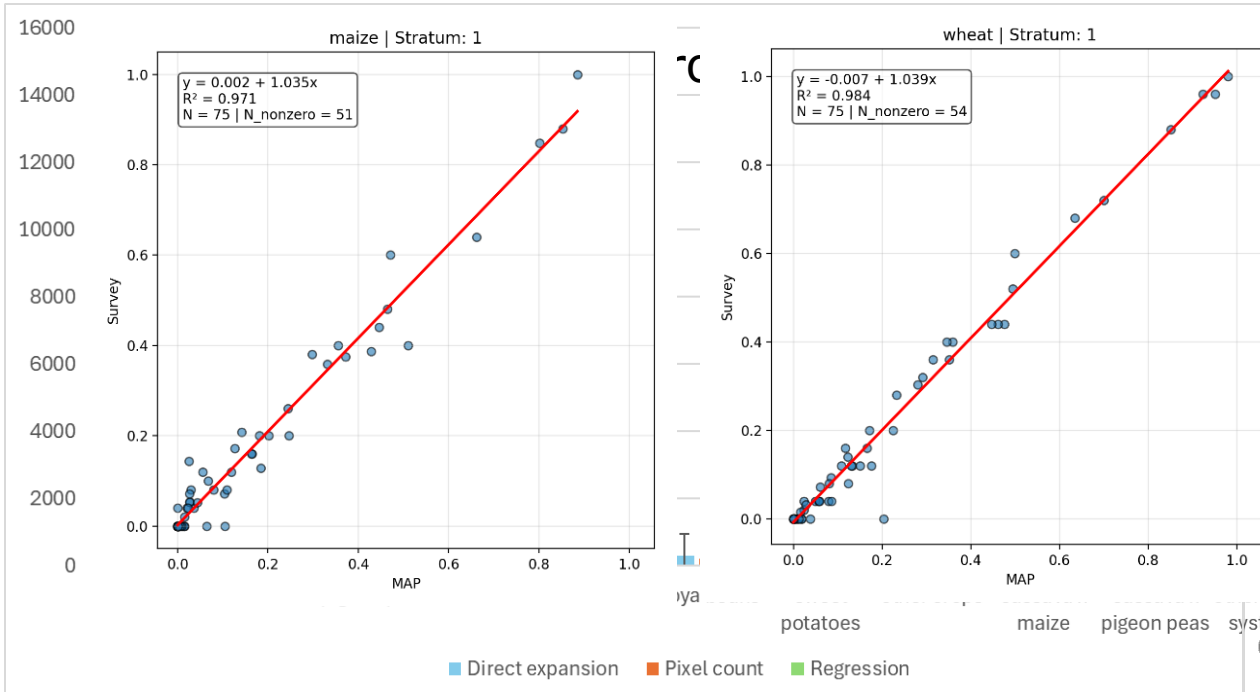 16000
14000
12000
10000
8000
6000
4000
2000
0
maize | Stratum: 1
y = 0.002 + 1.035x
R² = 0.971
N = 75 | N_nonzero = 51
1.0
0.8
0.6
0.4
0.2
0.0
Survey
0.0 0.2 0.4 0.6 0.8 1.0
MAP
wheat | Stratum: 1
y = -0.007 + 1.039x
R² = 0.984
N = 75 | N_nonzero = 54
1.0
0.8
0.6
0.4
0.2
0.0
Survey
0.0 0.2 0.4 0.6 0.8 1.0
MAP
potatoes
maize
pigeon peas
Direct expansion
Pixel count
Regression